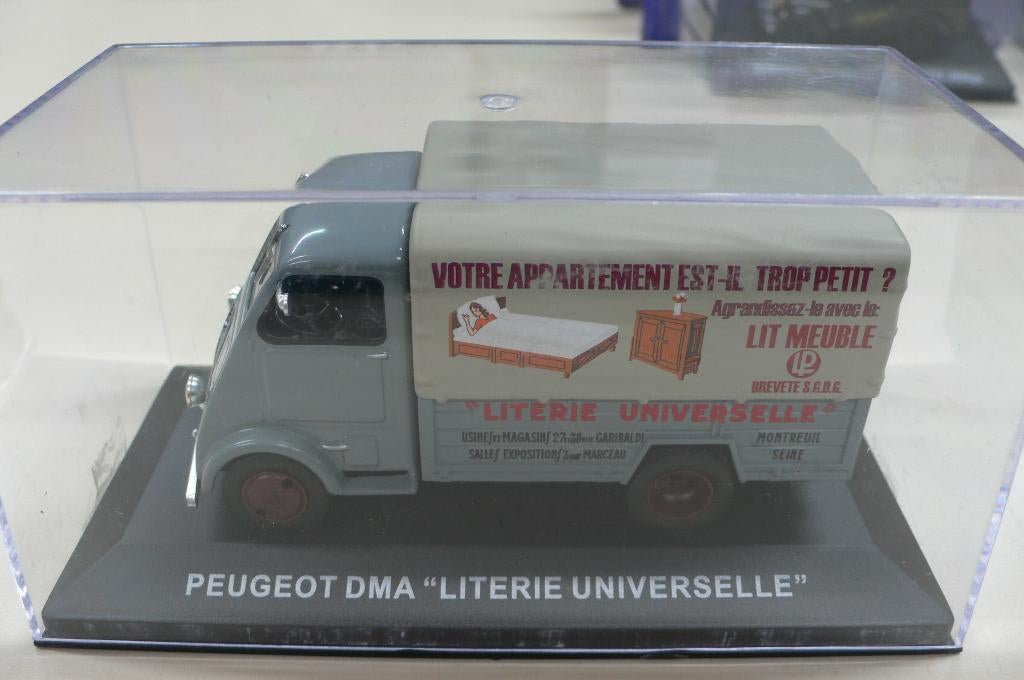 VOTRE APPARTEMENT EST-IL TROP PETIT ?
Agrandissez-le avec le:
LIT MEUBLE
LP
BREVETE S.G.D.G.
"LITERIE UNIVERSELLE"
USINES ET MAGASINS 27 ET 38 RUE GARIBALDI MONTREUIL
SALLES EXPOSITIONS 3 RUE MARCEAU SEINE
PEUGEOT DMA “LITERIE UNIVERSELLE”